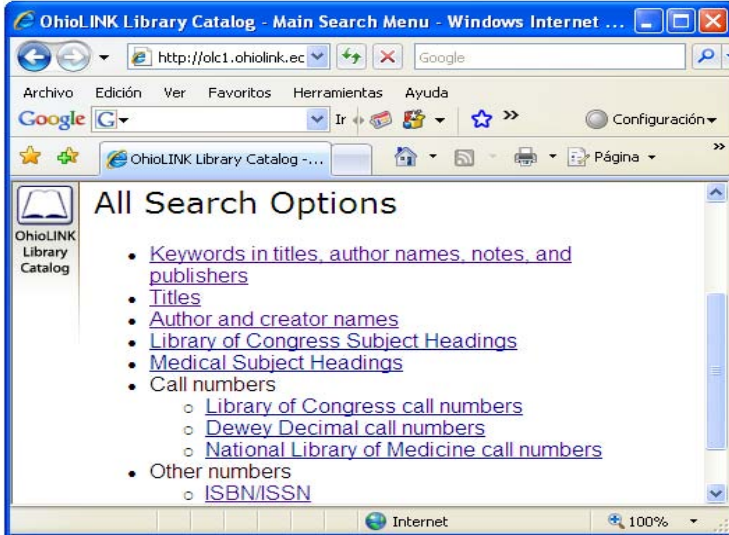 OhioLINK Library Catalog - Main Search Menu - Windows Internet ...
http://olc1.ohiolink.ec
Google
Archivo Edición Ver Favoritos Herramientas Ayuda
Google G Ir » Configuración
OhioLINK Library Catalog -... Página »
OhioLINK
Library
Catalog
All Search Options
• Keywords in titles, author names, notes, and
publishers
• Titles
• Author and creator names
• Library of Congress Subject Headings
• Medical Subject Headings
• Call numbers
○ Library of Congress call numbers
○ Dewey Decimal call numbers
○ National Library of Medicine call numbers
• Other numbers
○ ISBN/ISSN
Internet 100%